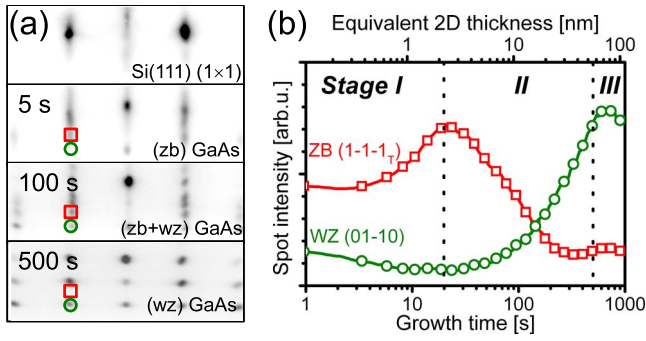 (a)
Si(111) (1×1)
5 s
(zb) GaAs
100 s
(zb+wz) GaAs
500 s
(wz) GaAs
(b)
Equivalent 2D thickness [nm]
1 10 100
Stage I II III
ZB (1-1-1T)
WZ (01-10)
Spot intensity [arb.u.]
1 10 100 1000
Growth time [s]